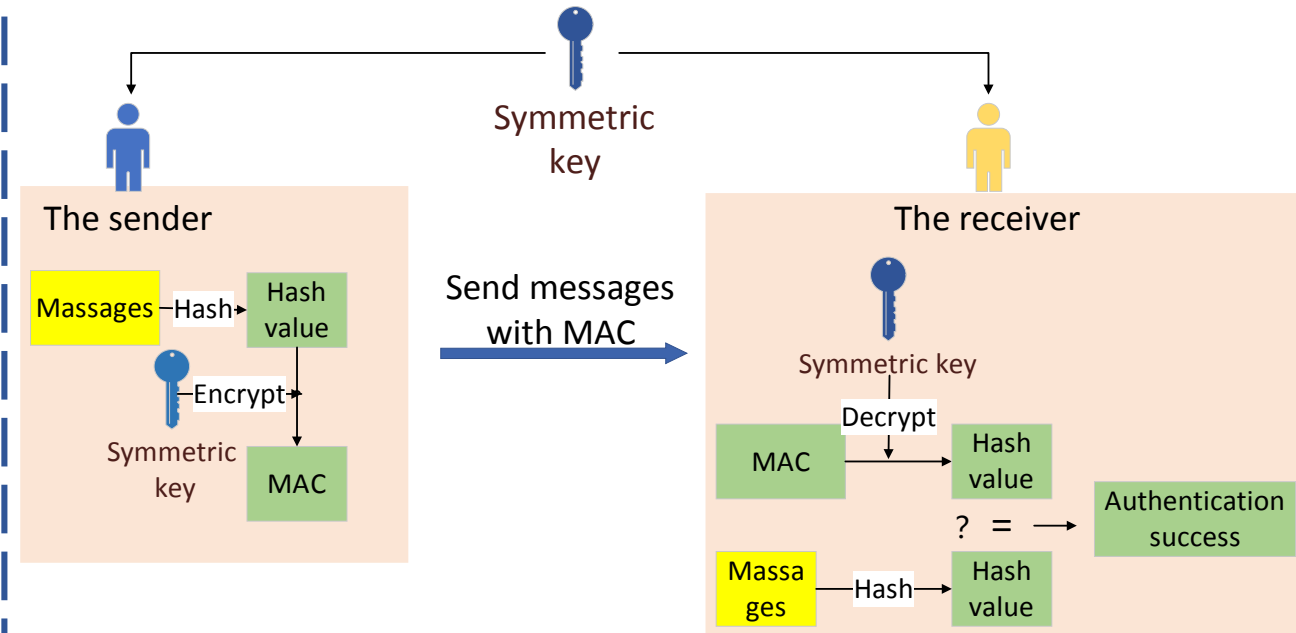 Symmetric
key
The sender
Massages
Hash
Hash
value
Encrypt
Symmetric
key
MAC
Send messages
with MAC
The receiver
Symmetric key
Decrypt
MAC
Hash
value
? =
Authentication
success
Massa
ges
Hash
Hash
value